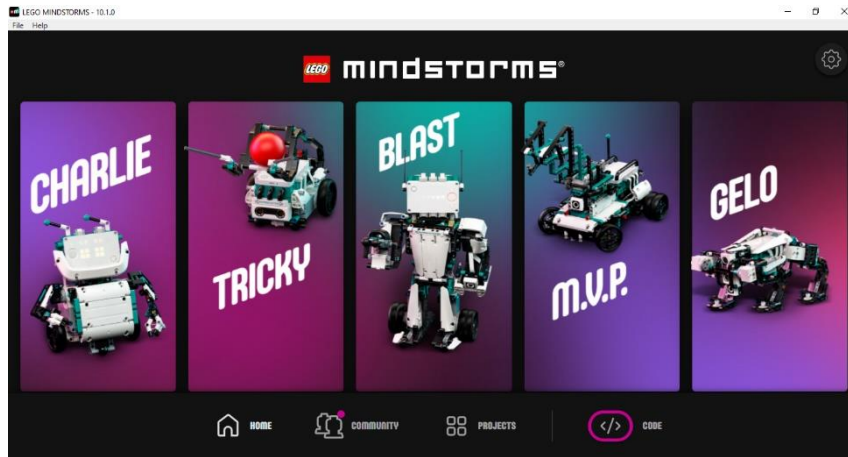 LEGO MINDSTORMS - 10.1.0
File Help
LEGO mindstorms®
CHARLIE
TRICKY
BLAST
M.V.P.
GELO
HOME
COMMUNITY
PROJECTS
</> CODE